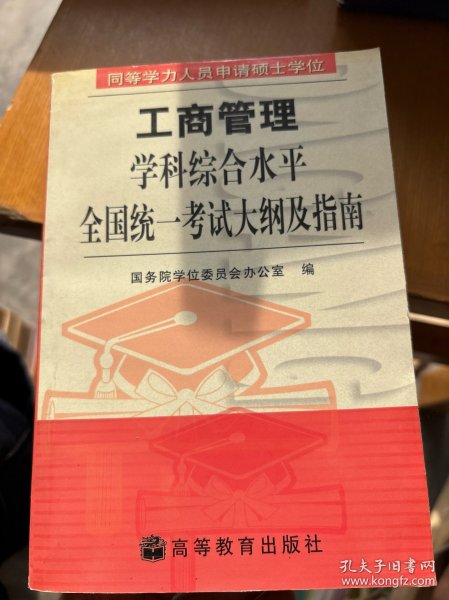 同等学力人员申请硕士学位
工商管理
学科综合水平
全国统一考试大纲及指南
国务院学位委员会办公室 编
高等教育出版社
孔夫子旧书网
www.kongfz.com